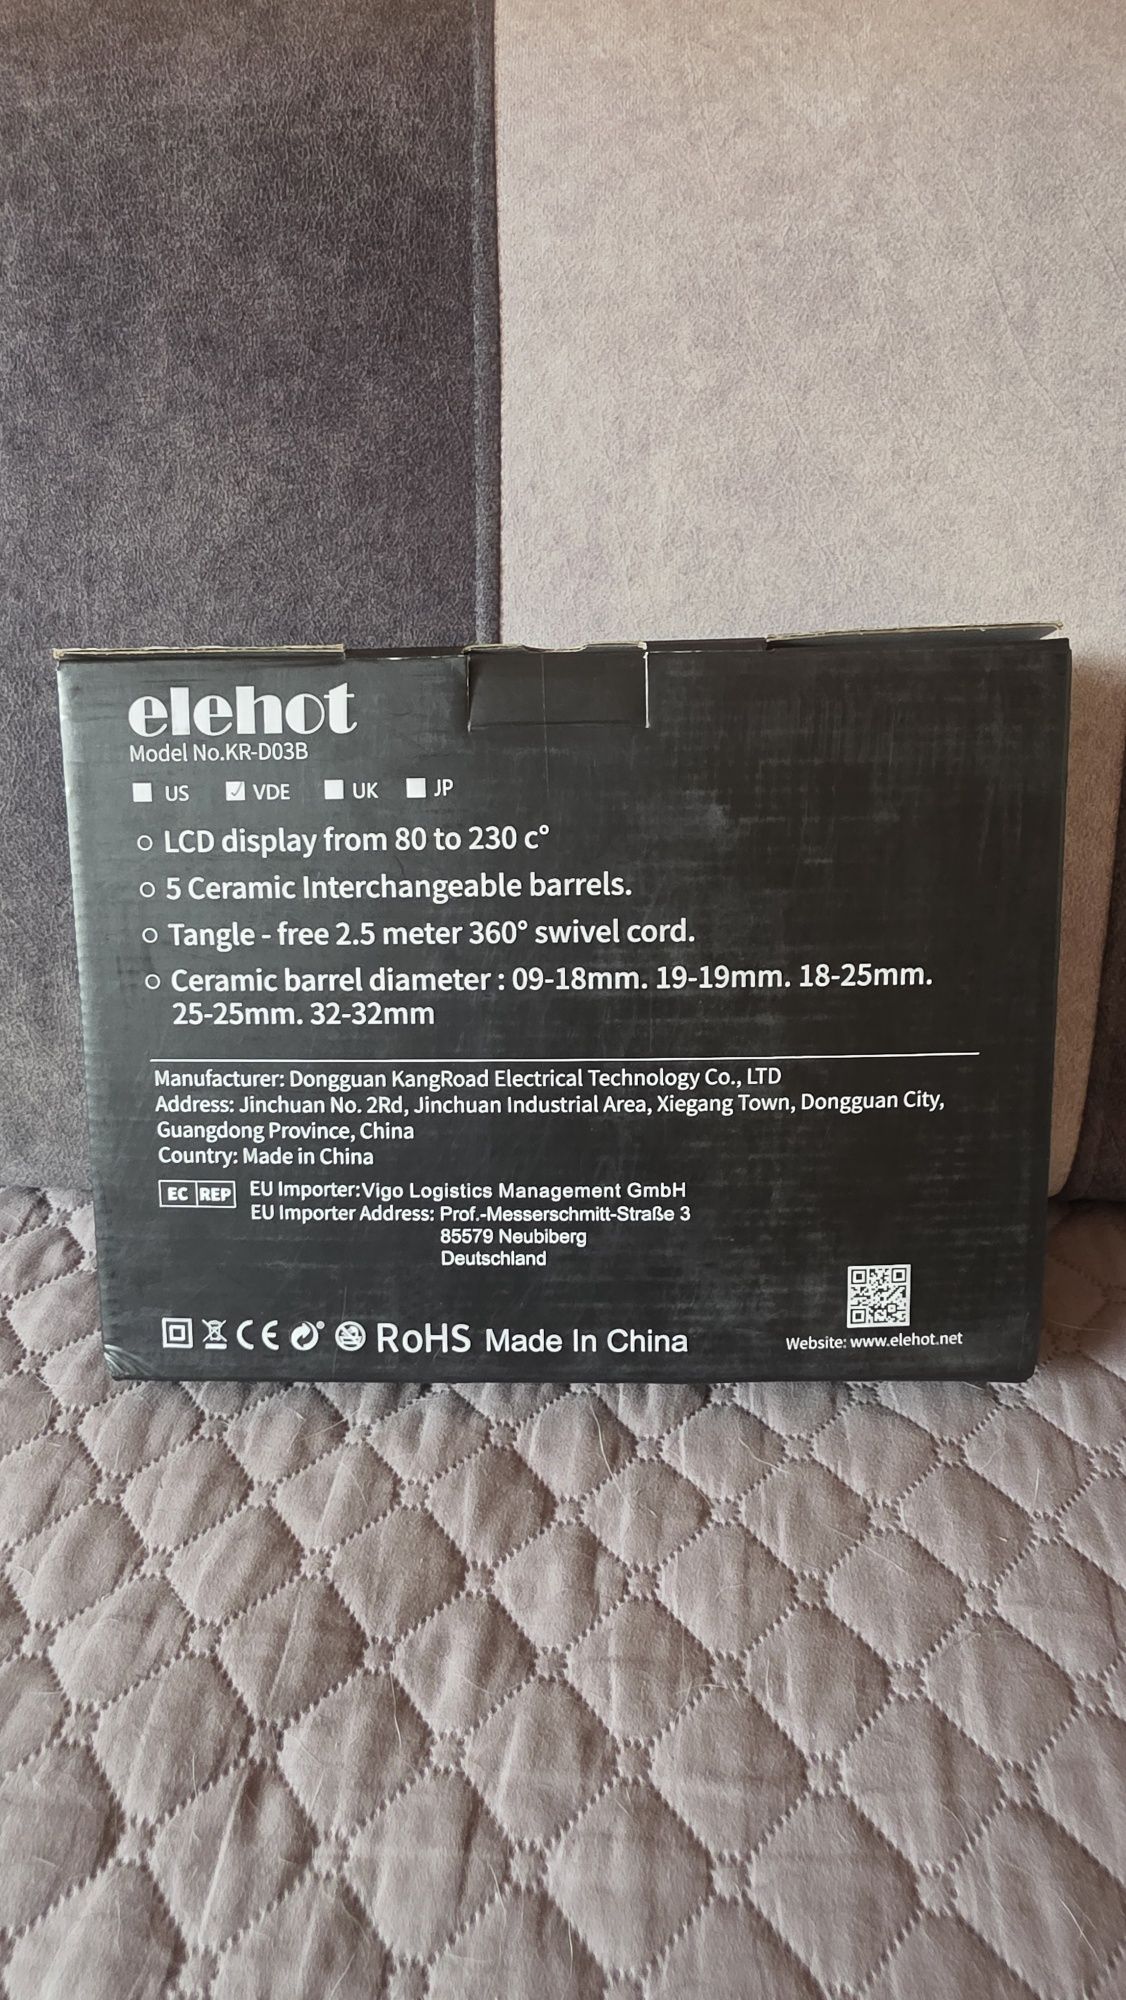 elehot
Model No.KR-D03B
US VDE UK JP
LCD display from 80 to 230 c°
5 Ceramic Interchangeable barrels.
Tangle - free 2.5 meter 360° swivel cord.
Ceramic barrel diameter : 09-18mm. 19-19mm. 18-25mm.
25-25mm. 32-32mm
Manufacturer: Dongguan KangRoad Electrical Technology Co., LTD
Address: Jinchuan No. 2Rd, Jinchuan Industrial Area, Xiegang Town, Dongguan City,
Guangdong Province, China
Country: Made in China
EC REP EU Importer:Vigo Logistics Management GmbH
EU Importer Address: Prof.-Messerschmitt-Straße 3
85579 Neubiberg
Deutschland
CE RoHS Made In China
Website: www.elehot.net